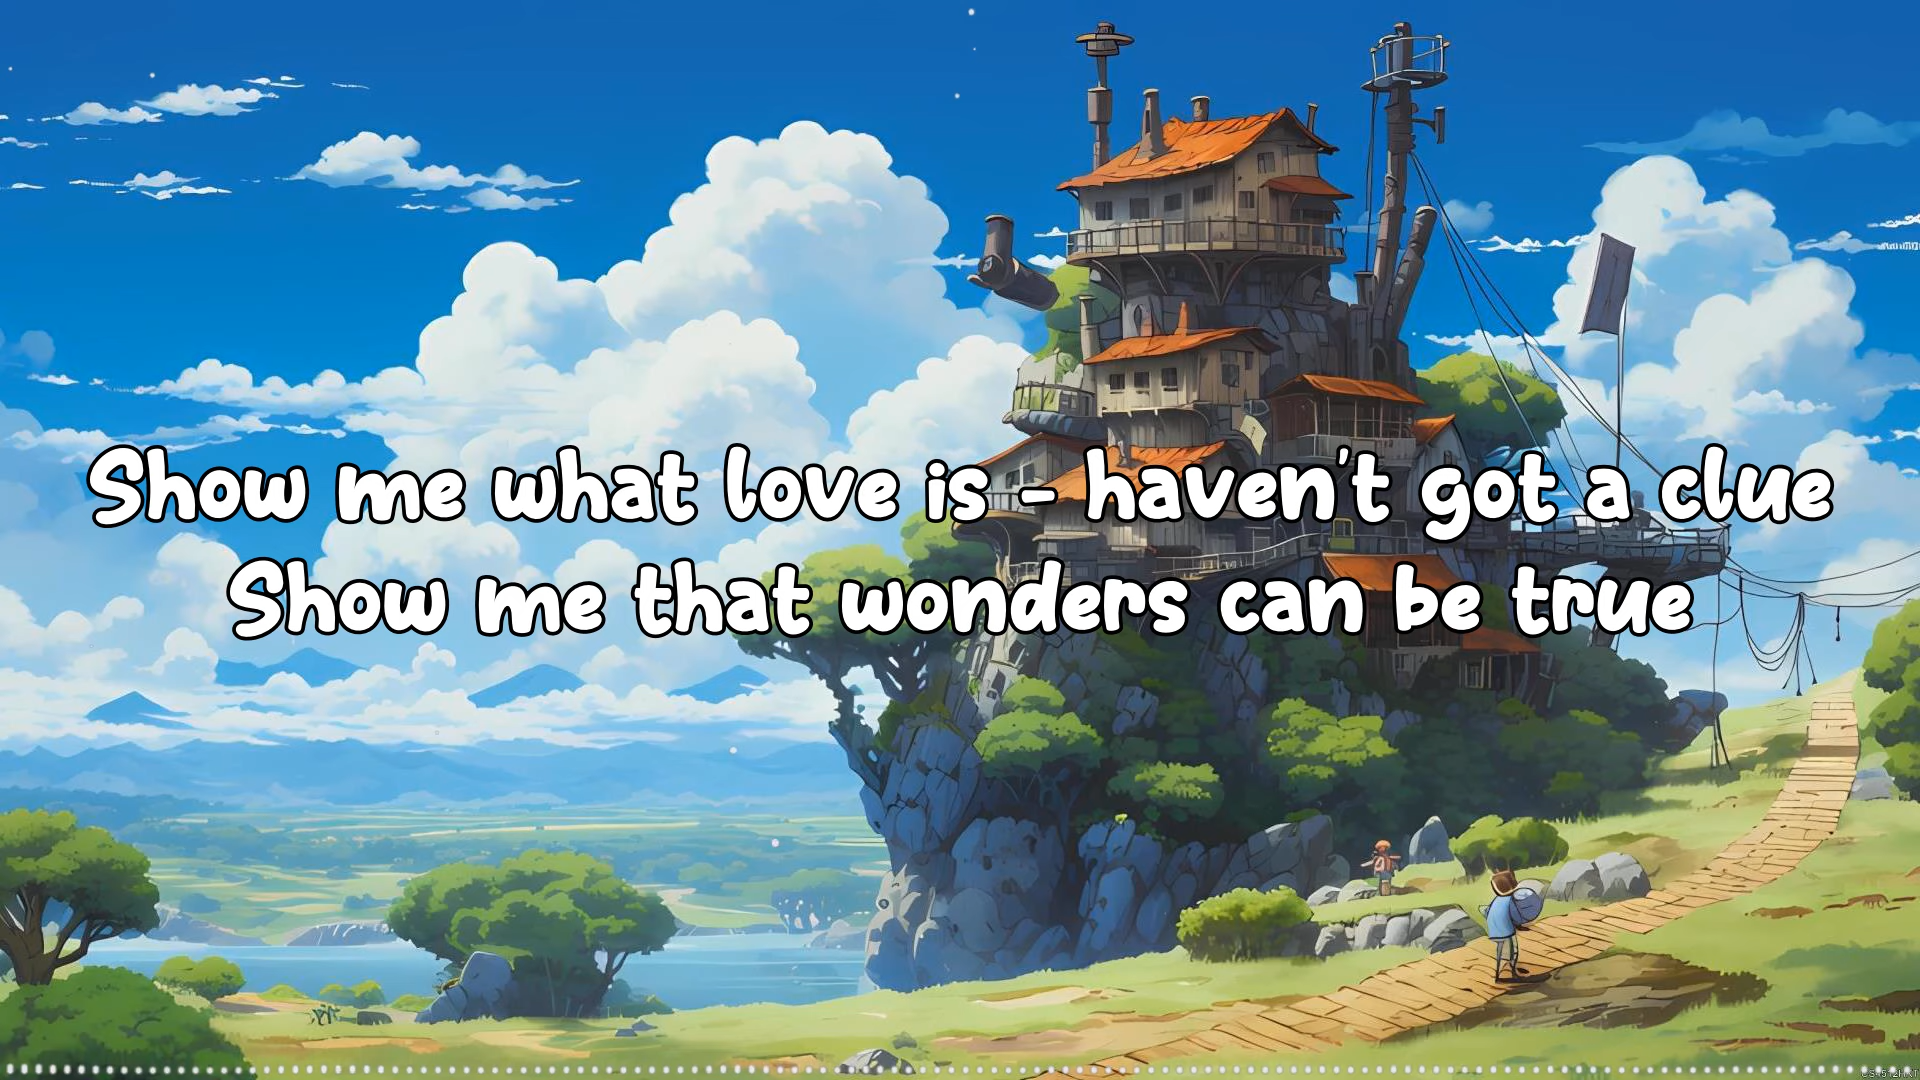 Show me what love is - haven't got a clue
Show me that wonders can be true